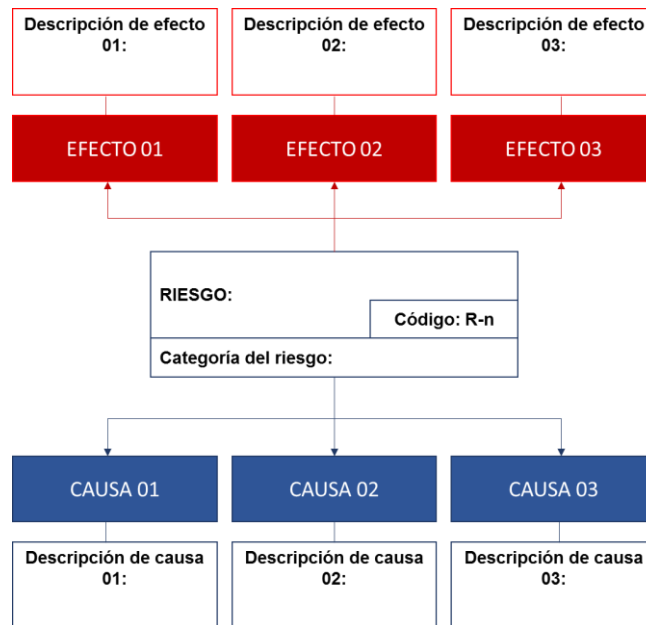 Descripción de efecto
01:
Descripción de efecto
02:
Descripción de efecto
03:
EFECTO 01
EFECTO 02
EFECTO 03
RIESGO:
Código: R-n
Categoría del riesgo:
CAUSA 01
CAUSA 02
CAUSA 03
Descripción de causa
01:
Descripción de causa
02:
Descripción de causa
03: